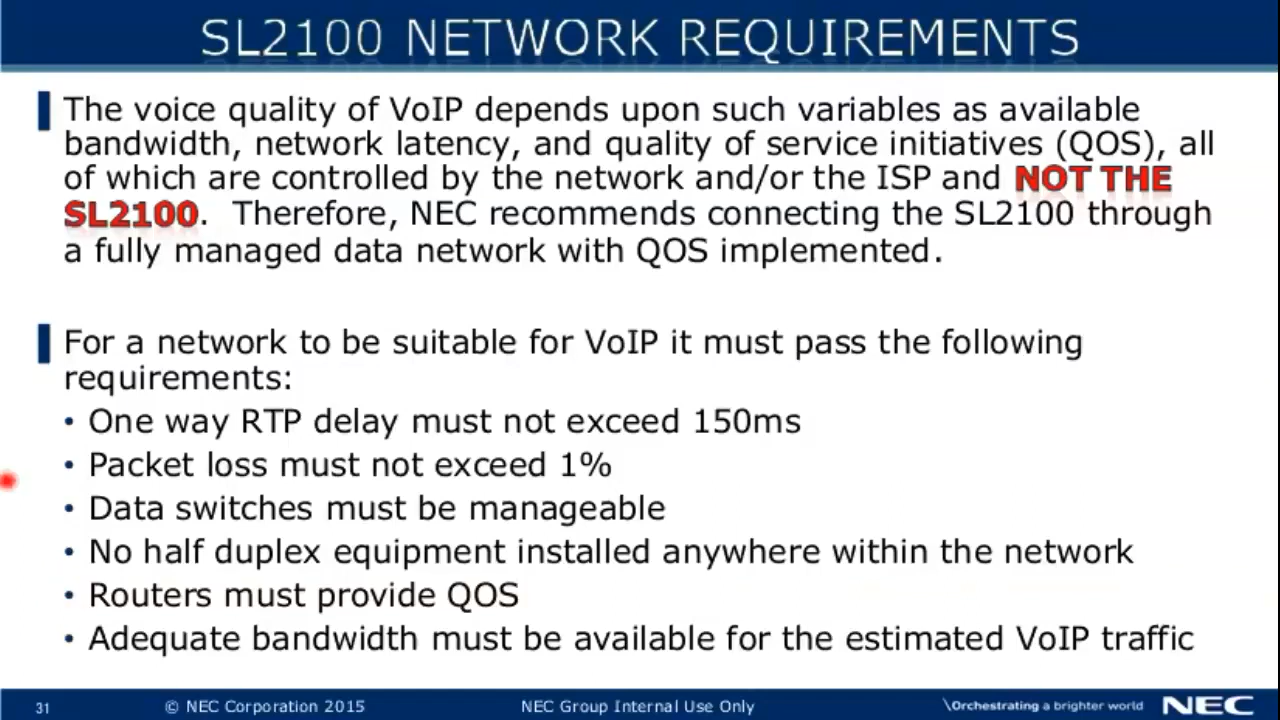 SL2100 NETWORK REQUIREMENTS
The voice quality of VoIP depends upon such variables as available
bandwidth, network latency, and quality of service initiatives (QOS), all
of which are controlled by the network and/or the ISP and NOT THE
SL2100. Therefore, NEC recommends connecting the SL2100 through
a fully managed data network with QOS implemented.
For a network to be suitable for VoIP it must pass the following
requirements:
• One way RTP delay must not exceed 150ms
• Packet loss must not exceed 1%
• Data switches must be manageable
• No half duplex equipment installed anywhere within the network
• Routers must provide QOS
• Adequate bandwidth must be available for the estimated VoIP traffic
31 © NEC Corporation 2015 NEC Group Internal Use Only \Orchestrating a brighter world NEC